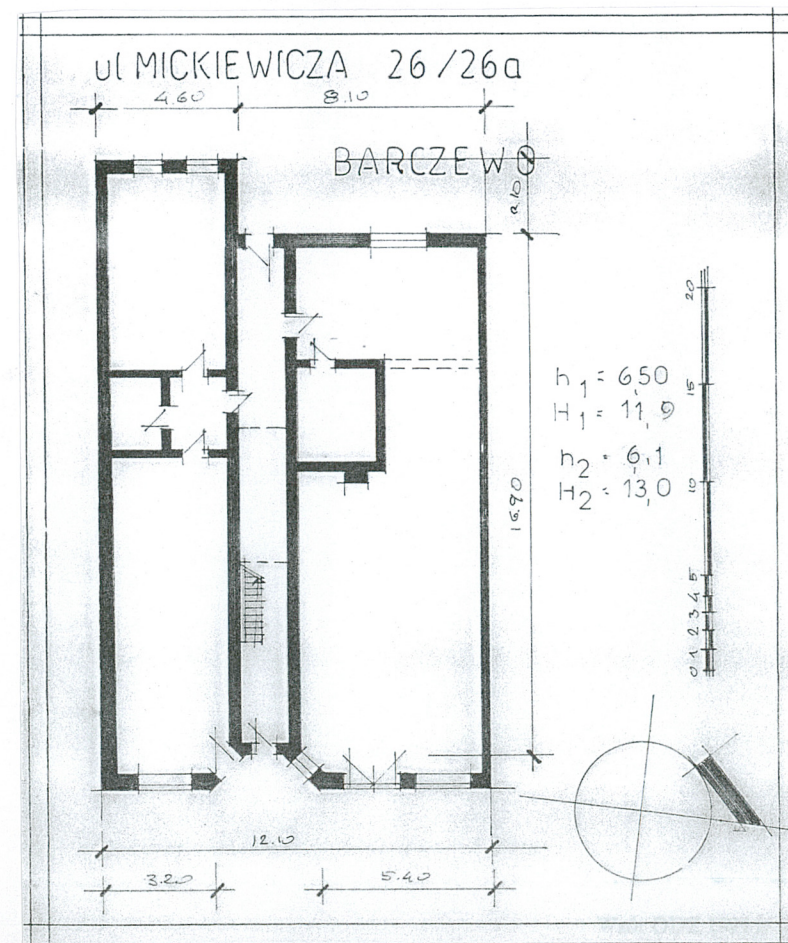 ul MICKIEWICZA 26/26a
4.60 8.10
BARCZEWO
h1 = 6,50
H1 = 11,9
h2 = 6,1
H2 = 13,0
20
15
10
5
4
3
2
1
0
16.90
12.10
3.20 5.40